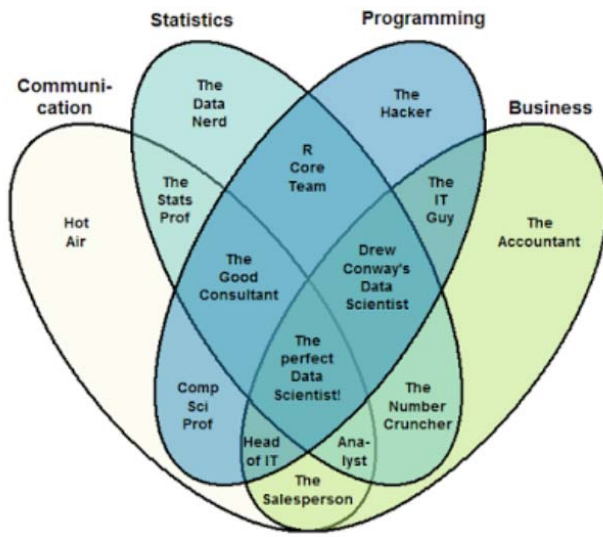 Statistics
Programming
Communi-
cation
Business
The
Data
Nerd
The
Hacker
R
Core
Team
The
Stats
Prof
The
IT
Guy
Hot
Air
The
Accountant
The
Good
Consultant
Drew
Conway's
Data
Scientist
The
perfect
Data
Scientist!
Comp
Sci
Prof
The
Number
Cruncher
Head
of IT
Ana-
lyst
The
Salesperson